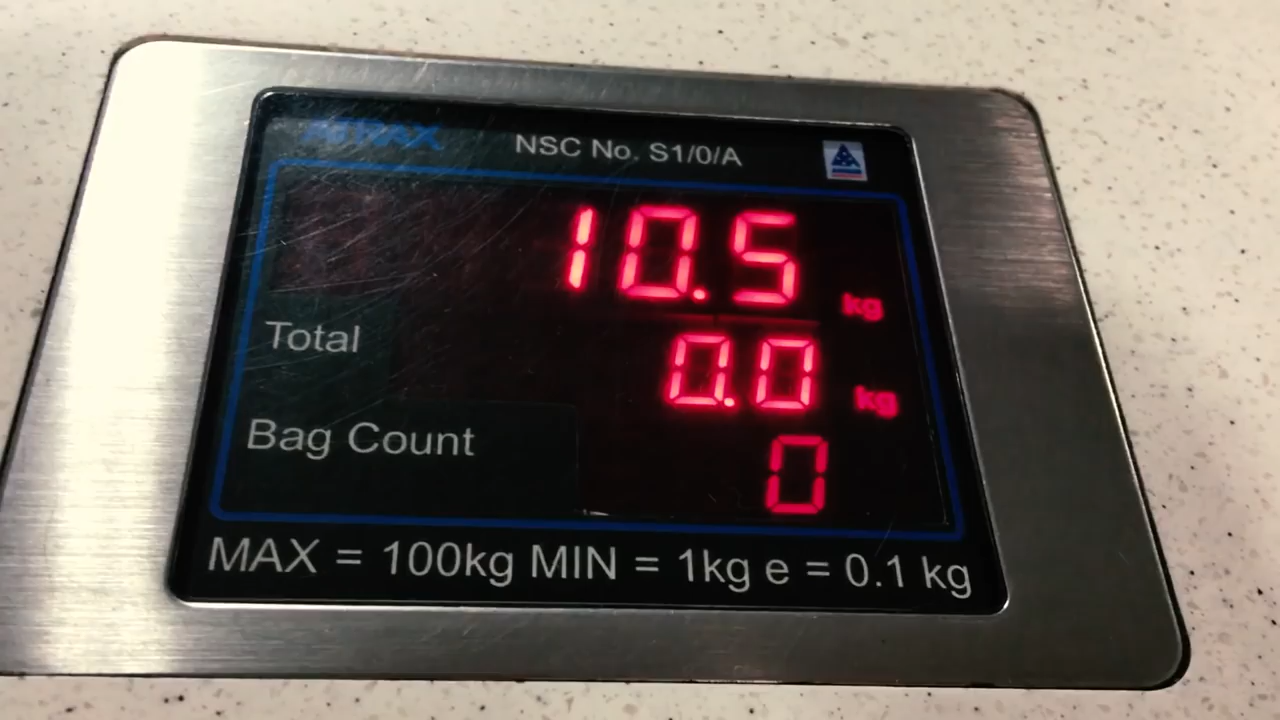 ATRAX NSC No. S1/0/A
10.5 kg
Total 0.0 kg
Bag Count 0
MAX = 100kg MIN = 1kg e = 0.1 kg